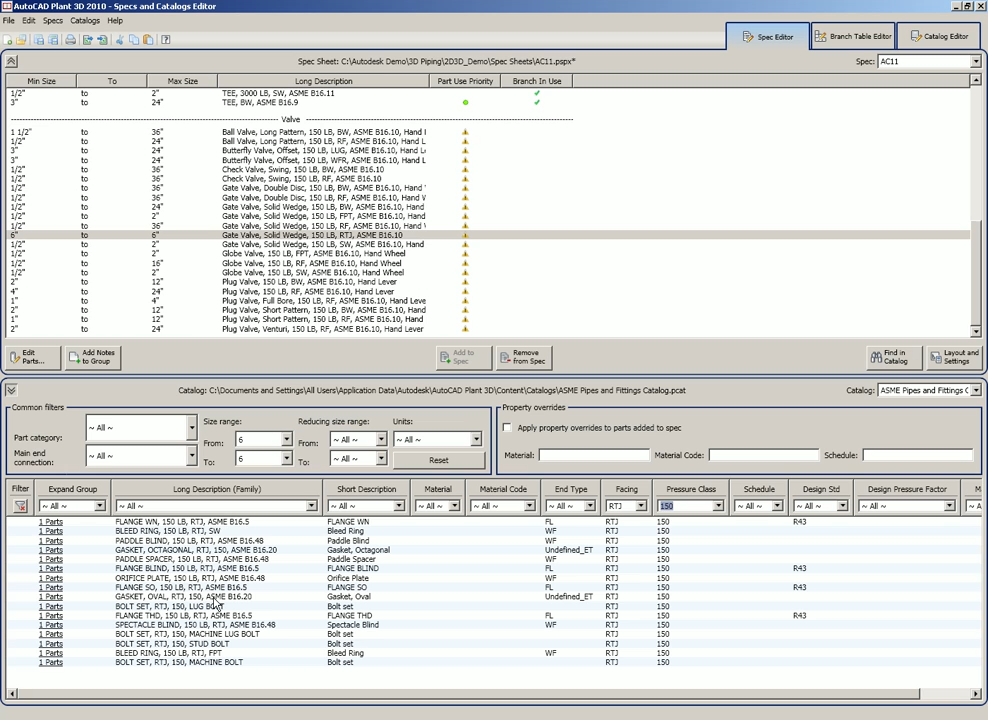 AutoCAD Plant 3D 2010 - Specs and Catalogs Editor
File Edit Specs Catalogs Help
Spec Editor Branch Table Editor Catalog Editor
Spec Sheet: C:\Autodesk Demo\3D Piping\2D3D_Demo\Spec Sheets\AC11.pspx* Spec: AC11
Min Size To Max Size Long Description Part Use Priority Branch In Use
1/2" to 2" TEE, 3000 LB, SW, ASME B16.11
3" to 24" TEE, BW, ASME B16.9
Valve
1 1/2" to 36" Ball Valve, Long Pattern, 150 LB, BW, ASME B16.10, Hand
1/2" to 24" Ball Valve, Long Pattern, 150 LB, RF, ASME B16.10, Hand L
3" to 24" Butterfly Valve, Offset, 150 LB, LUG, ASME B16.10, Hand L
3" to 24" Butterfly Valve, Offset, 150 LB, WFR, ASME B16.10, Hand
1/2" to 36" Check Valve, Swing, 150 LB, BW, ASME B16.10
1/2" to 36" Check Valve, Swing, 150 LB, RF, ASME B16.10
1/2" to 36" Gate Valve, Double Disc, 150 LB, BW, ASME B16.10, Hand
1/2" to 36" Gate Valve, Double Disc, 150 LB, RF, ASME B16.10, Hand W
1/2" to 24" Gate Valve, Solid Wedge, 150 LB, BW, ASME B16.10, Hand
1/2" to 2" Gate Valve, Solid Wedge, 150 LB, FPT, ASME B16.10, Hand
1/2" to 36" Gate Valve, Solid Wedge, 150 LB, RF, ASME B16.10, Hand
6" to 6" Gate Valve, Solid Wedge, 150 LB, RTJ, ASME B16.10
1/2" to 2" Gate Valve, Solid Wedge, 150 LB, SW, ASME B16.10, Hand
1/2" to 2" Globe Valve, 150 LB, FPT, ASME B16.10, Hand Wheel
1/2" to 16" Globe Valve, 150 LB, RF, ASME B16.10, Hand Wheel
1/2" to 2" Globe Valve, 150 LB, SW, ASME B16.10, Hand Wheel
2" to 12" Plug Valve, 150 LB, BW, ASME B16.10, Hand Lever
4" to 24" Plug Valve, 150 LB, RF, ASME B16.10, Hand Lever
1" to 4" Plug Valve, Full Bore, 150 LB, RF, ASME B16.10, Hand Leve
2" to 12" Plug Valve, Short Pattern, 150 LB, BW, ASME B16.10, Hand
1" to 12" Plug Valve, Short Pattern, 150 LB, RF, ASME B16.10, Hand
2" to 24" Plug Valve, Venturi, 150 LB, RF, ASME B16.10, Hand Lever
Edit Parts... Add Notes to Group Add to Spec Remove from Spec Find in Catalog Layout and Settings
Catalog: C:\Documents and Settings\All Users\Application Data\Autodesk\AutoCAD Plant 3D\Content\Catalogs\ASME Pipes and Fittings Catalog.pcat Catalog: ASME Pipes and Fittings C
Common filters Property overrides
Part category: ~ All ~ Size range: Reducing size range: Units:
From: 6 From: ~ All ~ ~ All ~ Apply property overrides to parts added to spec
Main end connection: ~ All ~ To: 6 To: ~ All ~ Reset Material: Material Code: Schedule:
Filter Expand Group Long Description (Family) Short Description Material Material Code End Type Facing Pressure Class Schedule Design Std Design Pressure Factor M
~ All ~ ~ All ~ ~ All ~ ~ All ~ ~ All ~ ~ All ~ RTJ 150 ~ All ~ ~ All ~ ~ All ~ ~ A
1 Parts FLANGE WN, 150 LB, RTJ, ASME B16.5 FLANGE WN FL RTJ 150 R43
1 Parts BLEED RING, 150 LB, RTJ, SW Bleed Ring WF RTJ 150
1 Parts PADDLE BLIND, 150 LB, RTJ, ASME B16.48 Paddle Blind WF RTJ 150
1 Parts GASKET, OCTAGONAL, RTJ, 150, ASME B16.20 Gasket, Octagonal Undefined_ET RTJ 150
1 Parts PADDLE SPACER, 150 LB, RTJ, ASME B16.48 Paddle Spacer WF RTJ 150
1 Parts FLANGE BLIND, 150 LB, RTJ, ASME B16.5 FLANGE BLIND FL RTJ 150 R43
1 Parts ORIFICE PLATE, 150 LB, RTJ, ASME B16.48 Orifice Plate WF RTJ 150
1 Parts FLANGE SO, 150 LB, RTJ, ASME B16.5 FLANGE SO FL RTJ 150 R43
1 Parts GASKET, OVAL, RTJ, 150, ASME B16.20 Gasket, Oval Undefined_ET RTJ 150
1 Parts BOLT SET, RTJ, 150, LUG BOLT Bolt set RTJ 150
1 Parts FLANGE THD, 150 LB, RTJ, ASME B16.5 FLANGE THD FL RTJ 150 R43
1 Parts SPECTACLE BLIND, 150 LB, RTJ, ASME B16.48 Spectacle Blind WF RTJ 150
1 Parts BOLT SET, RTJ, 150, MACHINE LUG BOLT Bolt set RTJ 150
1 Parts BOLT SET, RTJ, 150, STUD BOLT Bolt set RTJ 150
1 Parts BLEED RING, 150 LB, RTJ, FPT Bleed Ring WF RTJ 150
1 Parts BOLT SET, RTJ, 150, MACHINE BOLT Bolt set RTJ 150